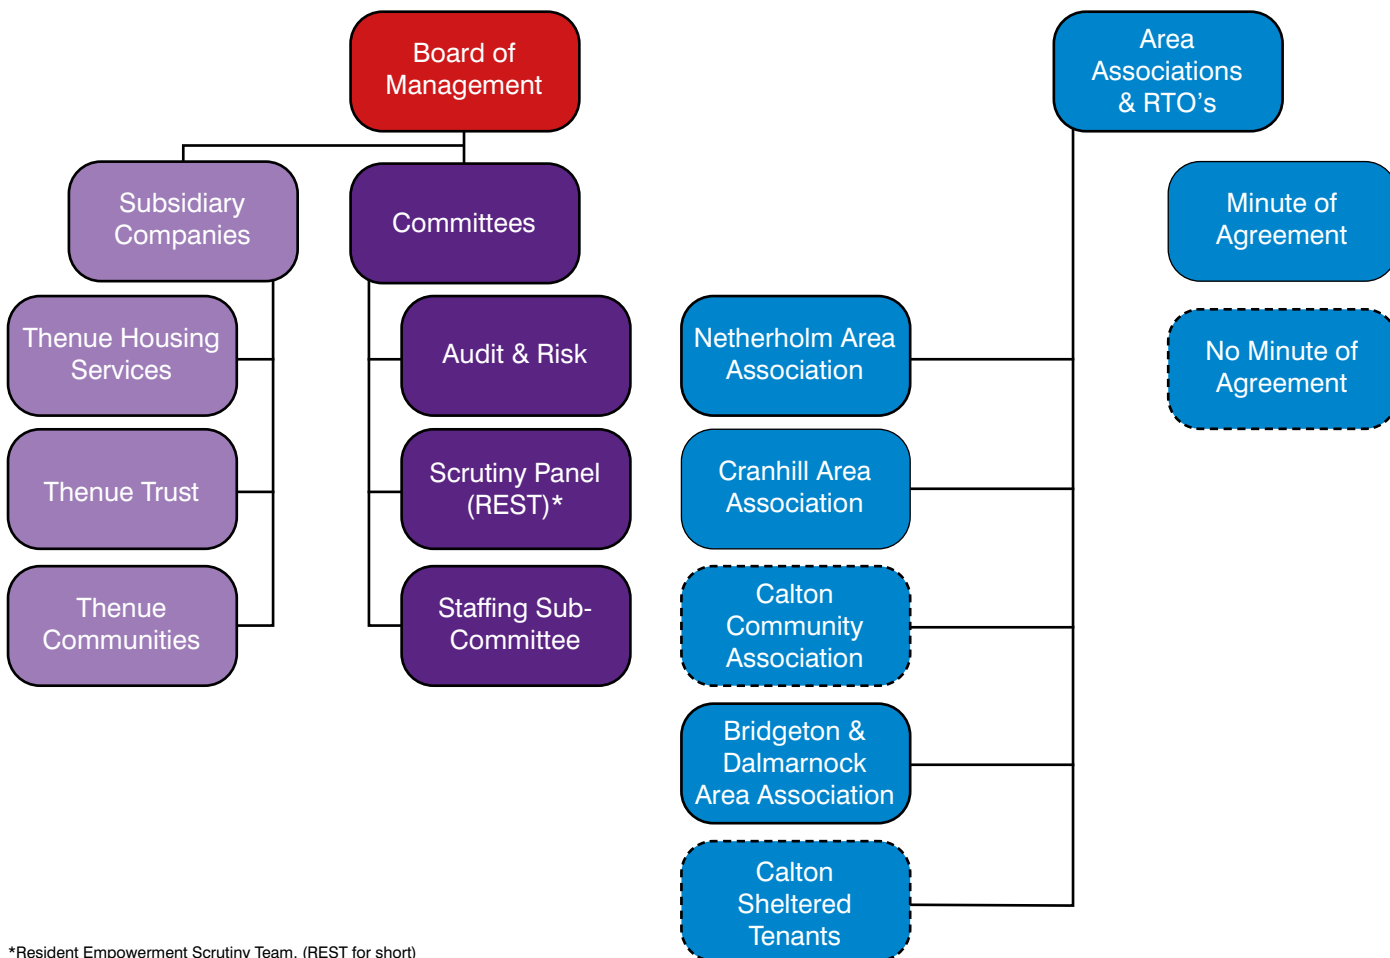 Board of
Management
Area
Associations
& RTO's
Subsidiary
Companies
Committees
Minute of
Agreement
Thenue Housing
Services
Audit & Risk
Netherholm Area
Association
No Minute of
Agreement
Thenue Trust
Scrutiny Panel
(REST)*
Cranhill Area
Association
Thenue
Communities
Staffing Sub-
Committee
Calton
Community
Association
Bridgeton &
Dalmarnock
Area Association
Calton
Sheltered
Tenants
*Resident Empowerment Scrutiny Team. (REST for short)